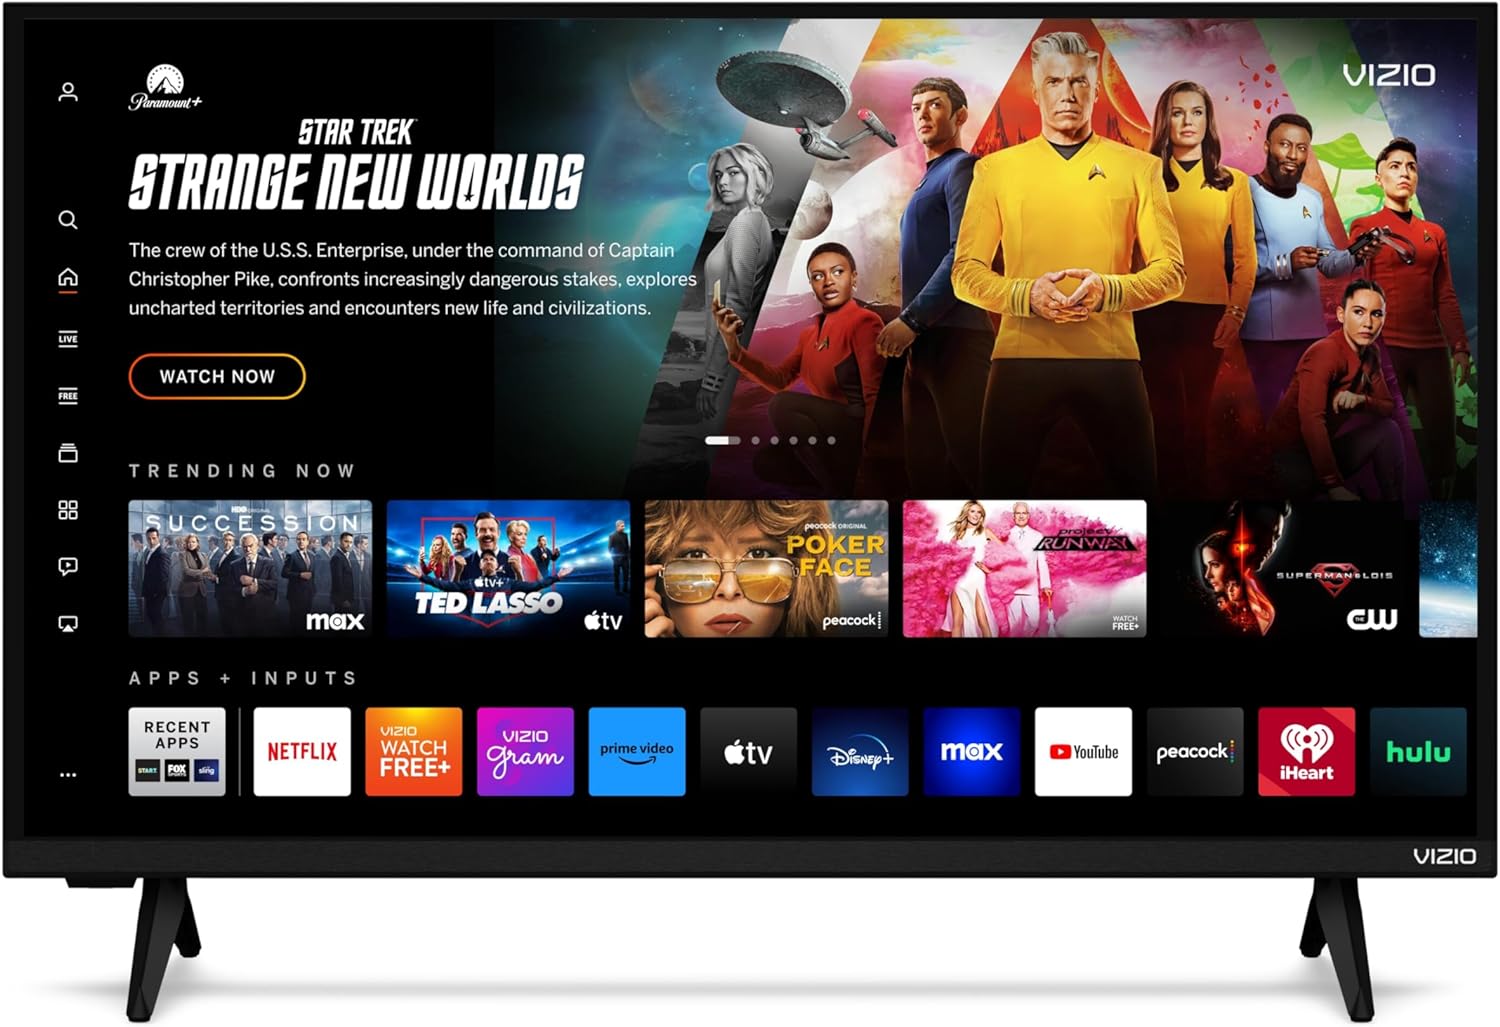 Paramount+
VIZIO
STAR TREK
STRANGE NEW WORLDS
The crew of the U.S.S. Enterprise, under the command of Captain
Christopher Pike, confronts increasingly dangerous stakes, explores
uncharted territories and encounters new life and civilizations.
LIVE
WATCH NOW
FREE
TRENDING NOW
HBO ORIGINAL
SUCCESSION
max
tv+
TED LASSO
tv
peacock ORIGINAL
POKER
FACE
peacock
project
RUNWAY
WATCH
FREE+
SUPERMAN & LOIS
THE CW
APPS + INPUTS
RECENT
APPS
START
FOX
SPORTS
sling
NETFLIX
VIZIO
WATCH
FREE+
VIZIO
gram
prime video
tv
Disney+
max
YouTube
peacock
iHeart
hulu
VIZIO